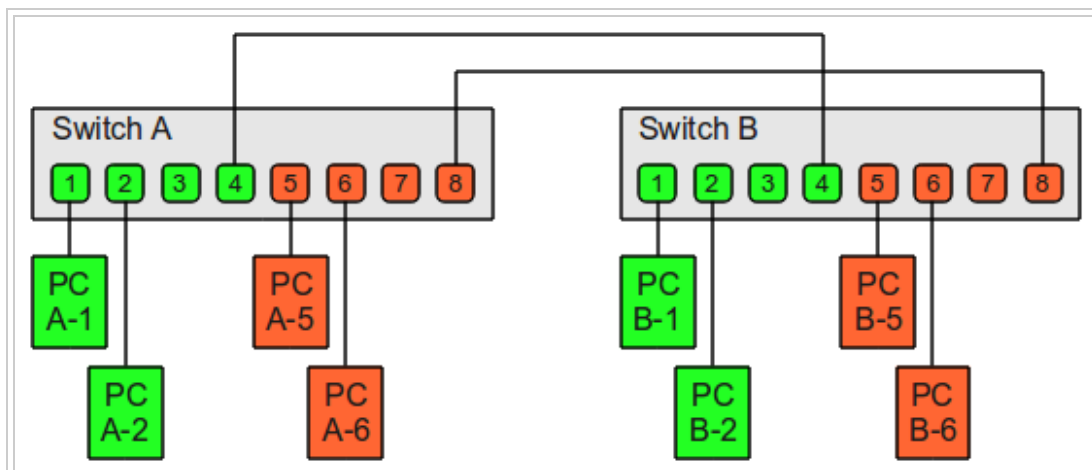 Switch A
Switch B
1 2 3 4 5 6 7 8
1 2 3 4 5 6 7 8
PC
A-1
PC
A-5
PC
B-1
PC
B-5
PC
A-2
PC
A-6
PC
B-2
PC
B-6